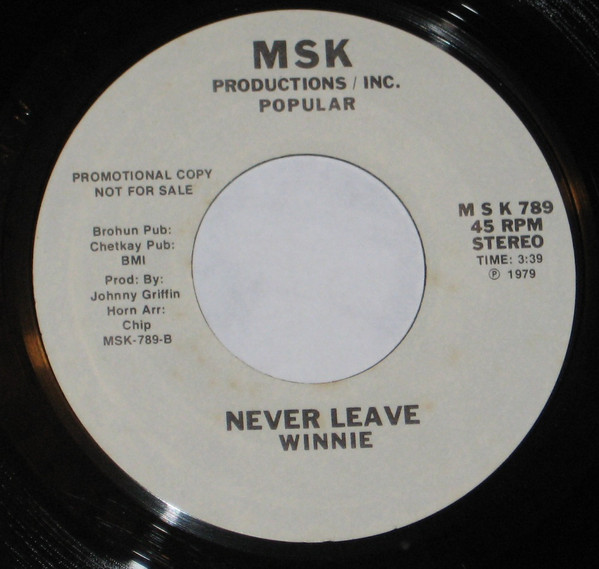 MSK
PRODUCTIONS / INC.
POPULAR
PROMOTIONAL COPY
NOT FOR SALE
Brohun Pub:
Chetkay Pub:
BMI
Prod: By:
Johnny Griffin
Horn Arr:
Chip
MSK-789-B
M S K 789
45 RPM
STEREO
TIME: 3:39
℗ 1979
NEVER LEAVE
WINNIE